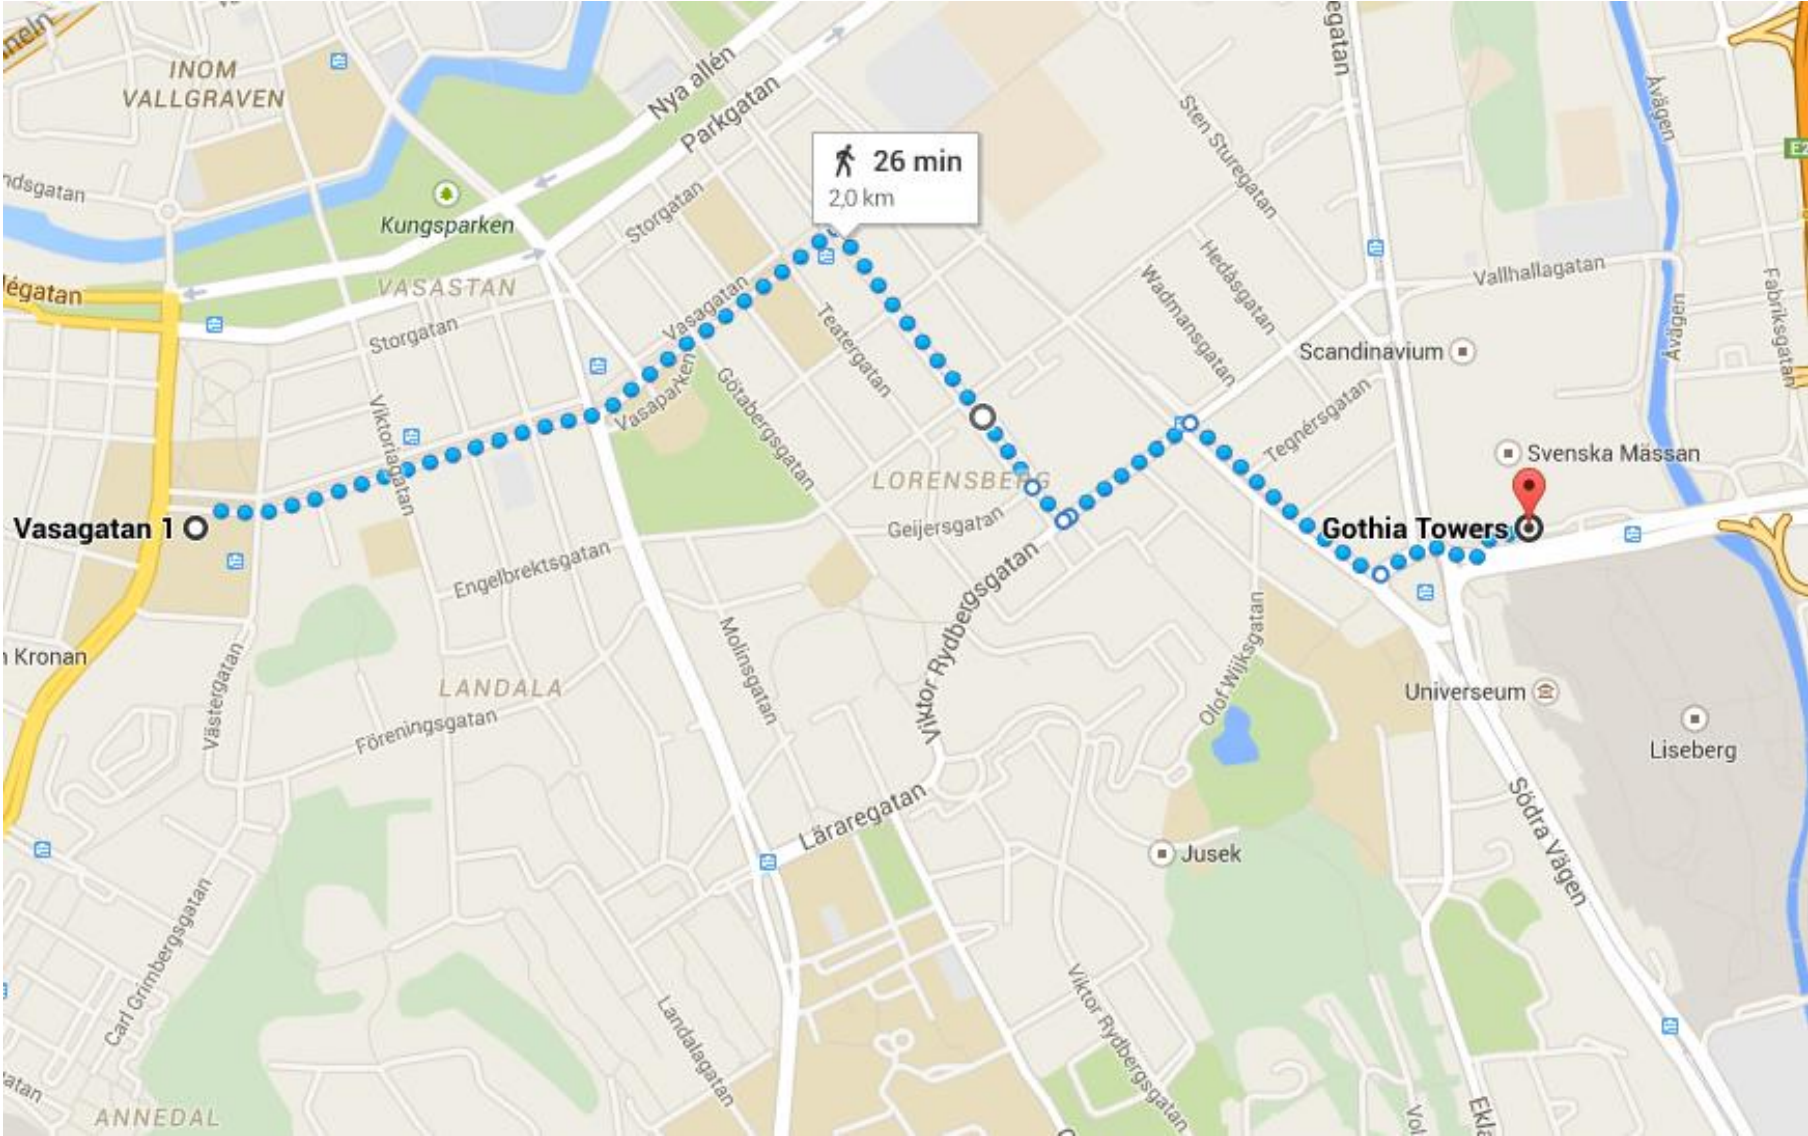 INOM
VALLGRAVEN
Nya allén
Parkgatan
Kungsparken
VASASTAN
Storgatan
Storgatan
26 min
2,0 km
Sten Sturegatan
Åvägen
E2
Vallhallagatan
Hedåsgatan
Wadmansgatan
Åvägen
Fabriksgatan
Vasagatan
Teatergatan
Scandinavium
Tegnérsgatan
Vasaparken
Götabergsgatan
Viktoriagatan
LORENSBERG
Svenska Mässan
Vasagatan 1
Gothia Towers
Geijersgatan
Engelbrektsgatan
Viktor Rydbergsgatan
Kronan
Västergatan
LANDALA
Molinsgatan
Olof Wijksgatan
Universeum
Föreningsgatan
Liseberg
Läraregatan
Södra Vägen
Jusek
Carl Grimbergsgatan
Landalagatan
Viktor Rydbergsgatan
ANNEDAL